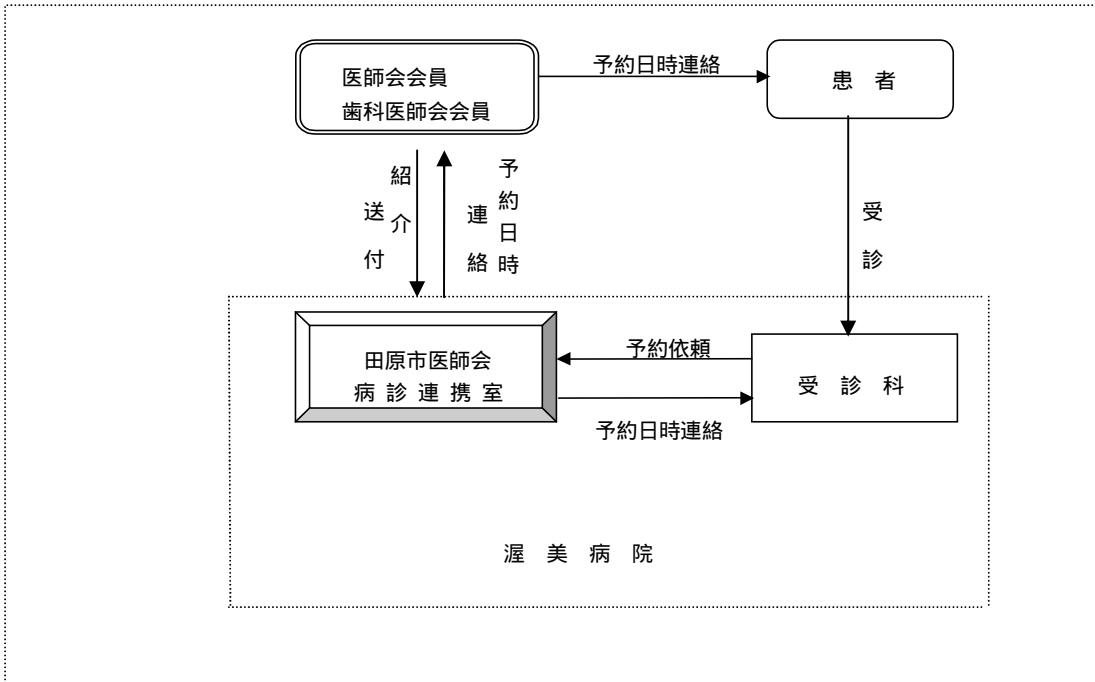 医師会会員
歯科医師会会員
予約日時連絡
患 者
紹介
送付
予約日時
連絡
受診
田原市医師会
病 診 連 携 室
予約依頼
予約日時連絡
受 診 科
渥 美 病 院